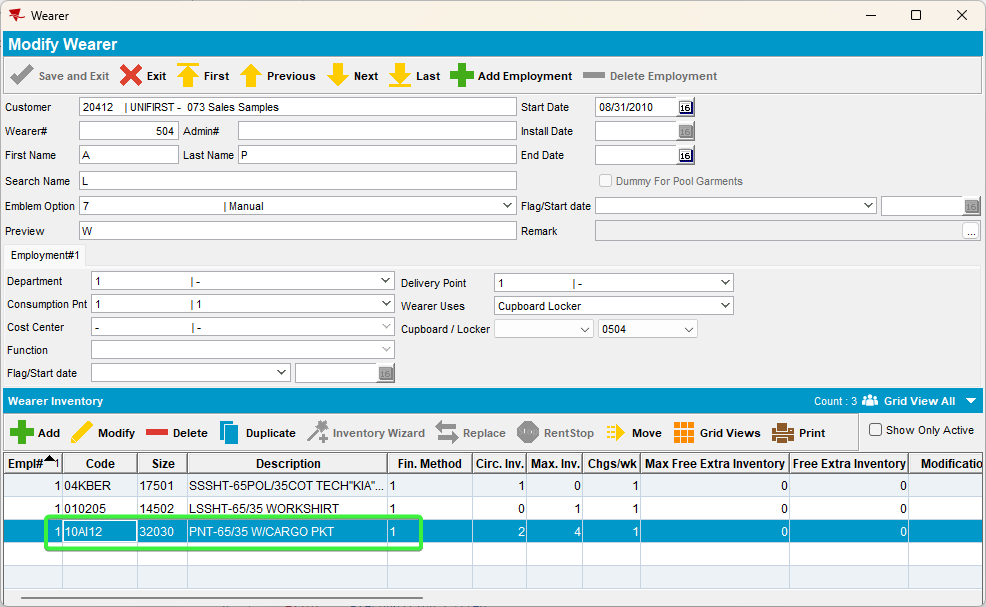 Wearer
Modify Wearer
Save and Exit Exit First Previous Next Last Add Employment Delete Employment
Customer 20412 | UNIFIRST - 073 Sales Samples Start Date 08/31/2010 16
Wearer# 504 Admin# Install Date 16
First Name A Last Name P End Date 16
Search Name L Dummy For Pool Garments
Emblem Option 7 | Manual Flag/Start date 16
Preview W Remark ...
Employment#1
Department 1 | - Delivery Point 1 | -
Consumption Pnt 1 | 1 Wearer Uses Cupboard Locker
Cost Center - | - Cupboard / Locker 0504
Function
Flag/Start date 16
Wearer Inventory Count : 3 Grid View All
Add Modify Delete Duplicate Inventory Wizard Replace RentStop Move Grid Views Print Show Only Active
Empl# 1 Code Size Description Fin. Method Circ. Inv. Max. Inv. Chgs/wk Max Free Extra Inventory Free Extra Inventory Modificatio
1 04KBER 17501 SSSHT-65POL/35COT TECH"KIA"... 1 1 0 1 0 0
1 010205 14502 LSSHT-65/35 WORKSHIRT 1 0 1 1 0 0
1 10AI12 32030 PNT-65/35 W/CARGO PKT 1 2 4 1 0 0